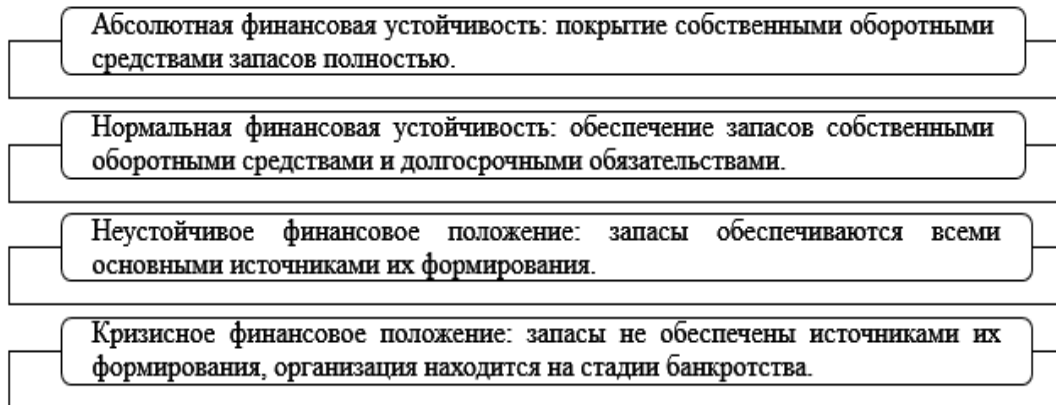 Абсолютная финансовая устойчивость: покрытие собственными оборотными
средствами запасов полностью.
Нормальная финансовая устойчивость: обеспечение запасов собственными
оборотными средствами и долгосрочными обязательствами.
Неустойчивое финансовое положение: запасы обеспечиваются всеми
основными источниками их формирования.
Кризисное финансовое положение: запасы не обеспечены источниками их
формирования, организация находится на стадии банкротства.